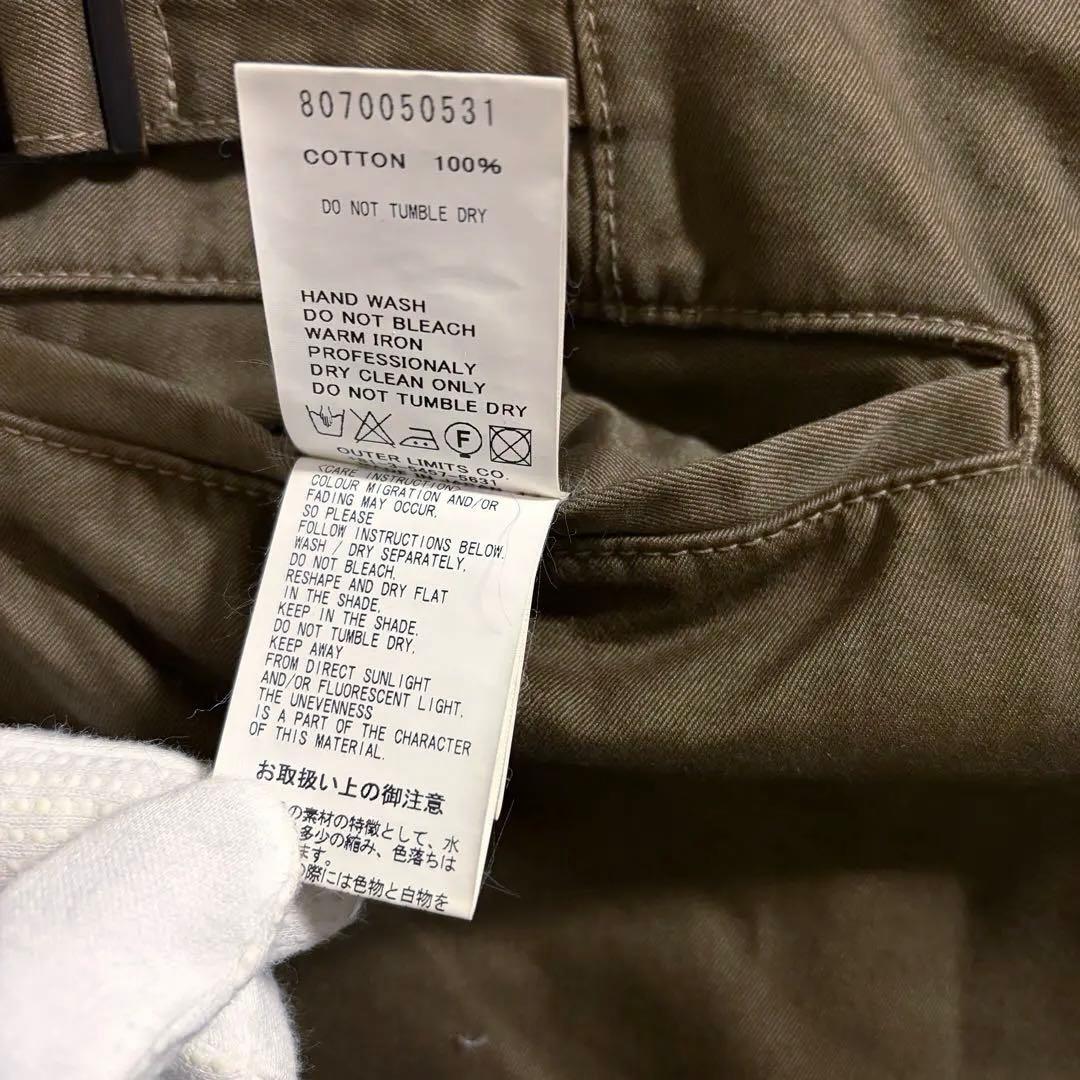 8070050531
COTTON 100%
DO NOT TUMBLE DRY
HAND WASH
DO NOT BLEACH
WARM IRON
PROFESSIONALY
DRY CLEAN ONLY
DO NOT TUMBLE DRY
F
OUTER LIMITS CO.
3-5457-5631
<CARE INSTRUCTION>
COLOUR MIGRATION AND/OR
FADING MAY OCCUR.
SO PLEASE
FOLLOW INSTRUCTIONS BELOW.
WASH / DRY SEPARATELY.
DO NOT BLEACH.
RESHAPE AND DRY FLAT
IN THE SHADE.
KEEP IN THE SHADE.
DO NOT TUMBLE DRY.
KEEP AWAY
FROM DIRECT SUNLIGHT
AND/OR FLUORESCENT LIGHT.
THE UNEVENNESS
IS A PART OF THE CHARACTER
OF THIS MATERIAL.
お取扱い上の御注意
の素材の特徴として、水
多少の縮み、色落ちは
ます。
の際には色物と白物を